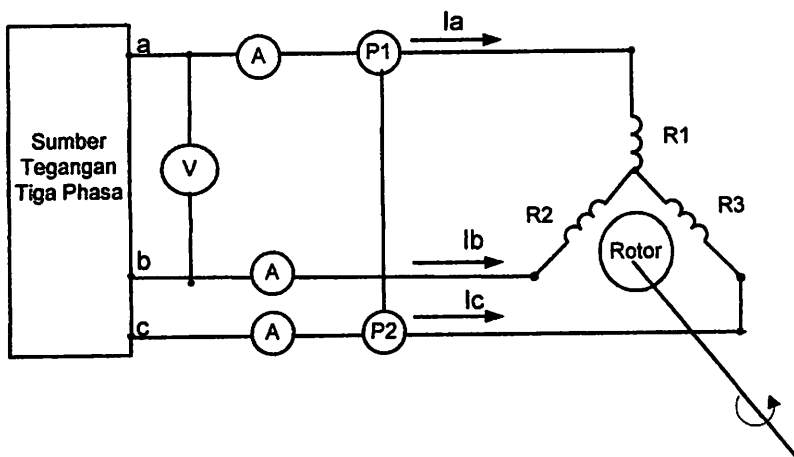 Sumber
Tegangan
Tiga Phasa
a
A
P1
Ia
V
R1
R2
R3
Rotor
b
A
Ib
c
A
P2
Ic